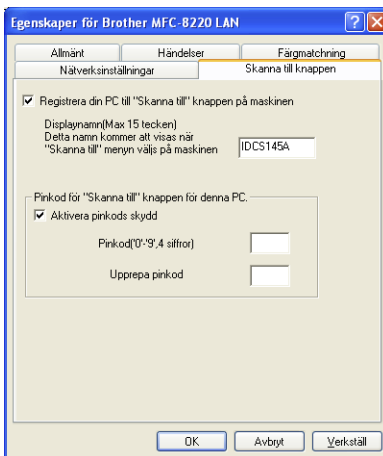 Egenskaper för Brother MFC-8220 LAN
Allmänt Händelser Färgmatchning
Nätverksinställningar Skanna till knappen
Registrera din PC till "Skanna till" knappen på maskinen
Displaynamn(Max 15 tecken)
Detta namn kommer att visas när
"Skanna till" menyn väljs på maskinen IDCS145A
Pinkod för "Skanna till" knappen för denna PC.
Aktivera pinkods skydd
Pinkod('0'-'9',4 siffror)
Upprepa pinkod
OK Avbryt Verkställ